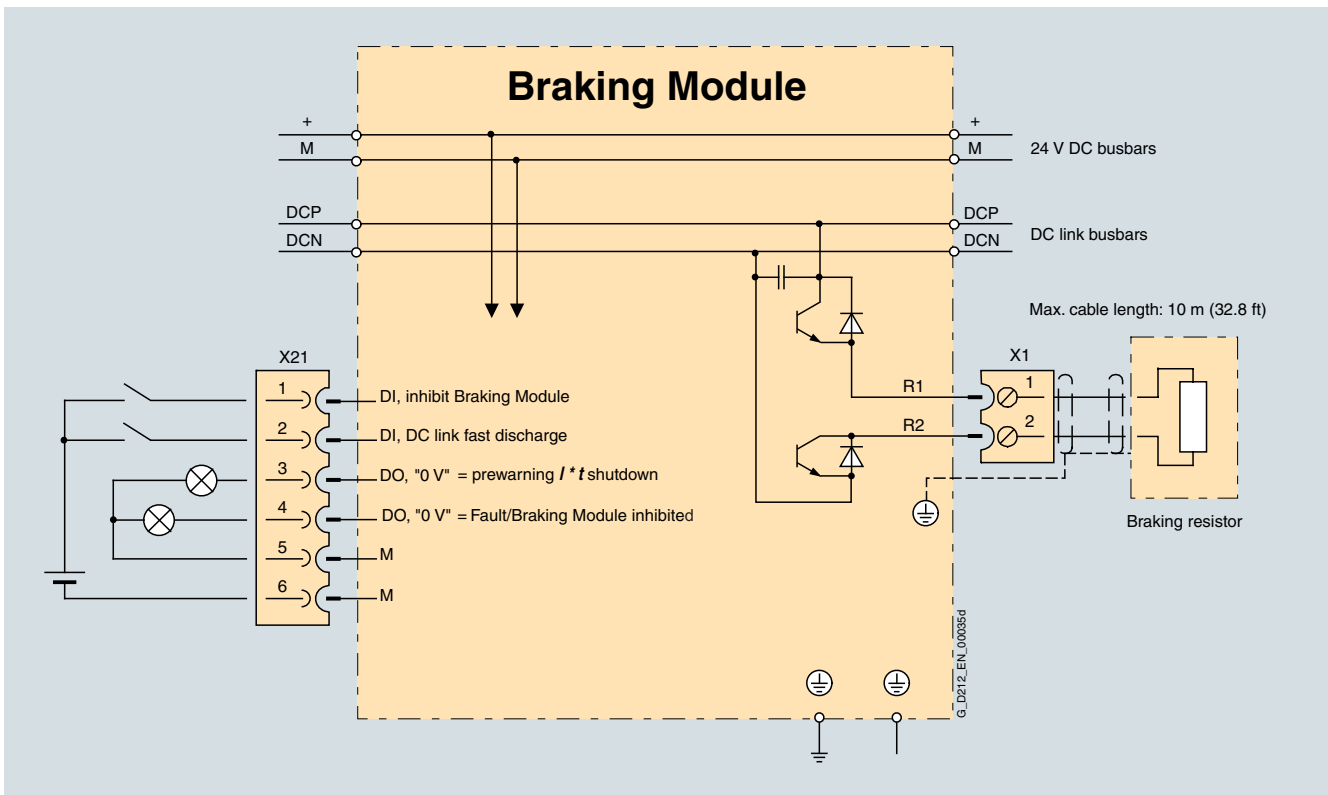 Braking Module
+ +
M M 24 V DC busbars
DCP DCP
DCN DCN DC link busbars
Max. cable length: 10 m (32.8 ft)
X21 X1
1 DI, inhibit Braking Module R1 1
2 DI, DC link fast discharge R2 2
3 DO, "0 V" = prewarning I * t shutdown
4 DO, "0 V" = Fault/Braking Module inhibited
Braking resistor
5 M
6 M
G_D212_EN_00035d